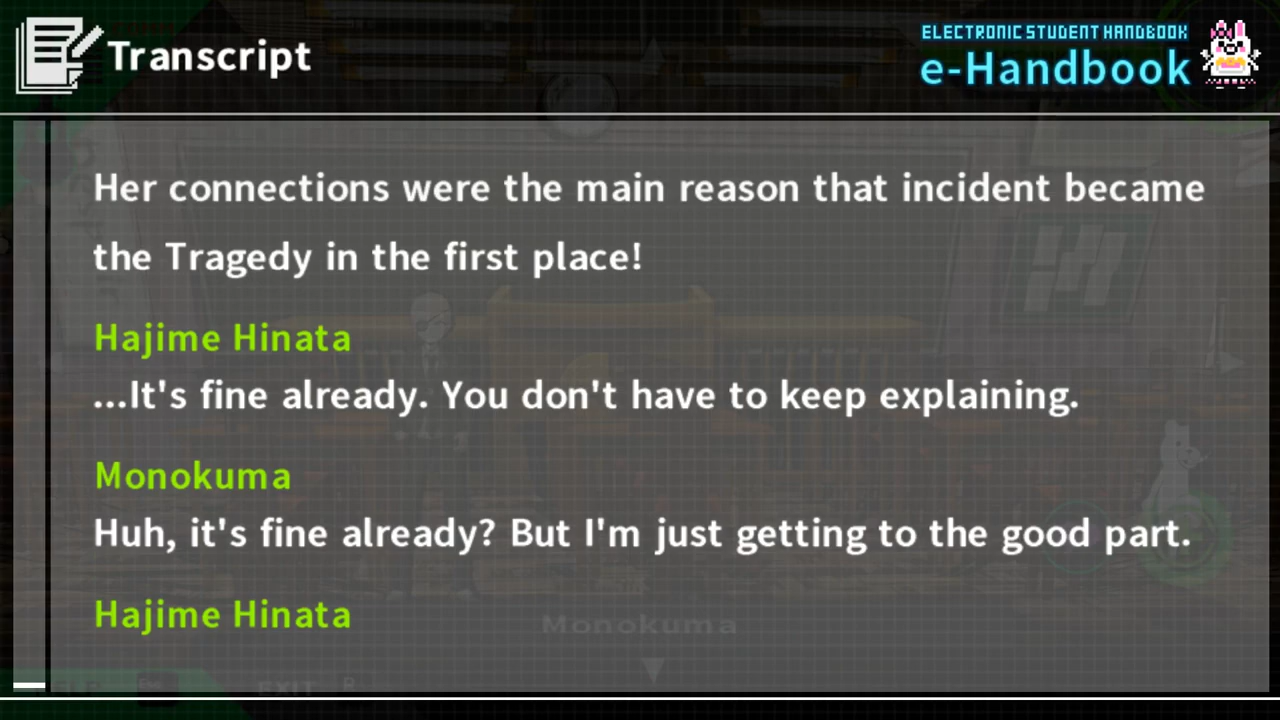 Transcript
ELECTRONIC STUDENT HANDBOOK
e-Handbook
Her connections were the main reason that incident became
the Tragedy in the first place!
Hajime Hinata
...It's fine already. You don't have to keep explaining.
Monokuma
Huh, it's fine already? But I'm just getting to the good part.
Hajime Hinata
Monokuma
EXIT